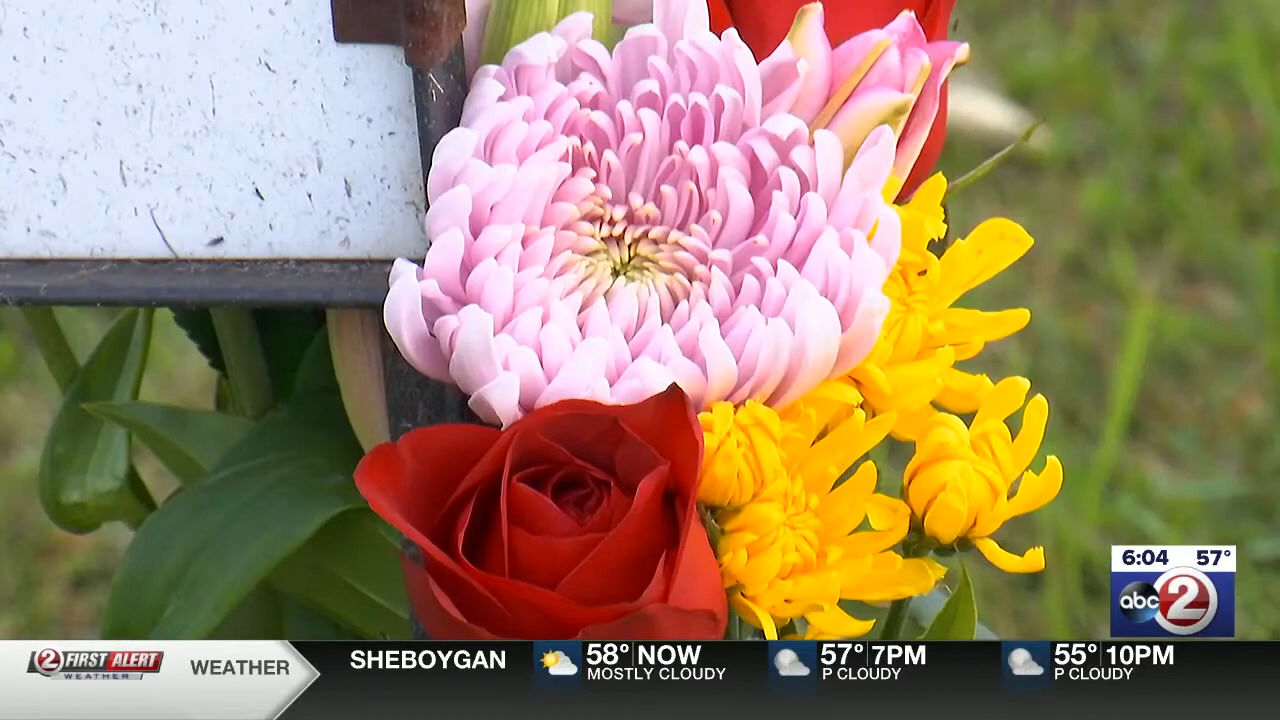 6:04 57°
abc 2
2 FIRST ALERT
WEATHER
WEATHER
SHEBOYGAN
58° NOW
MOSTLY CLOUDY
57° 7PM
P CLOUDY
55° 10PM
P CLOUDY